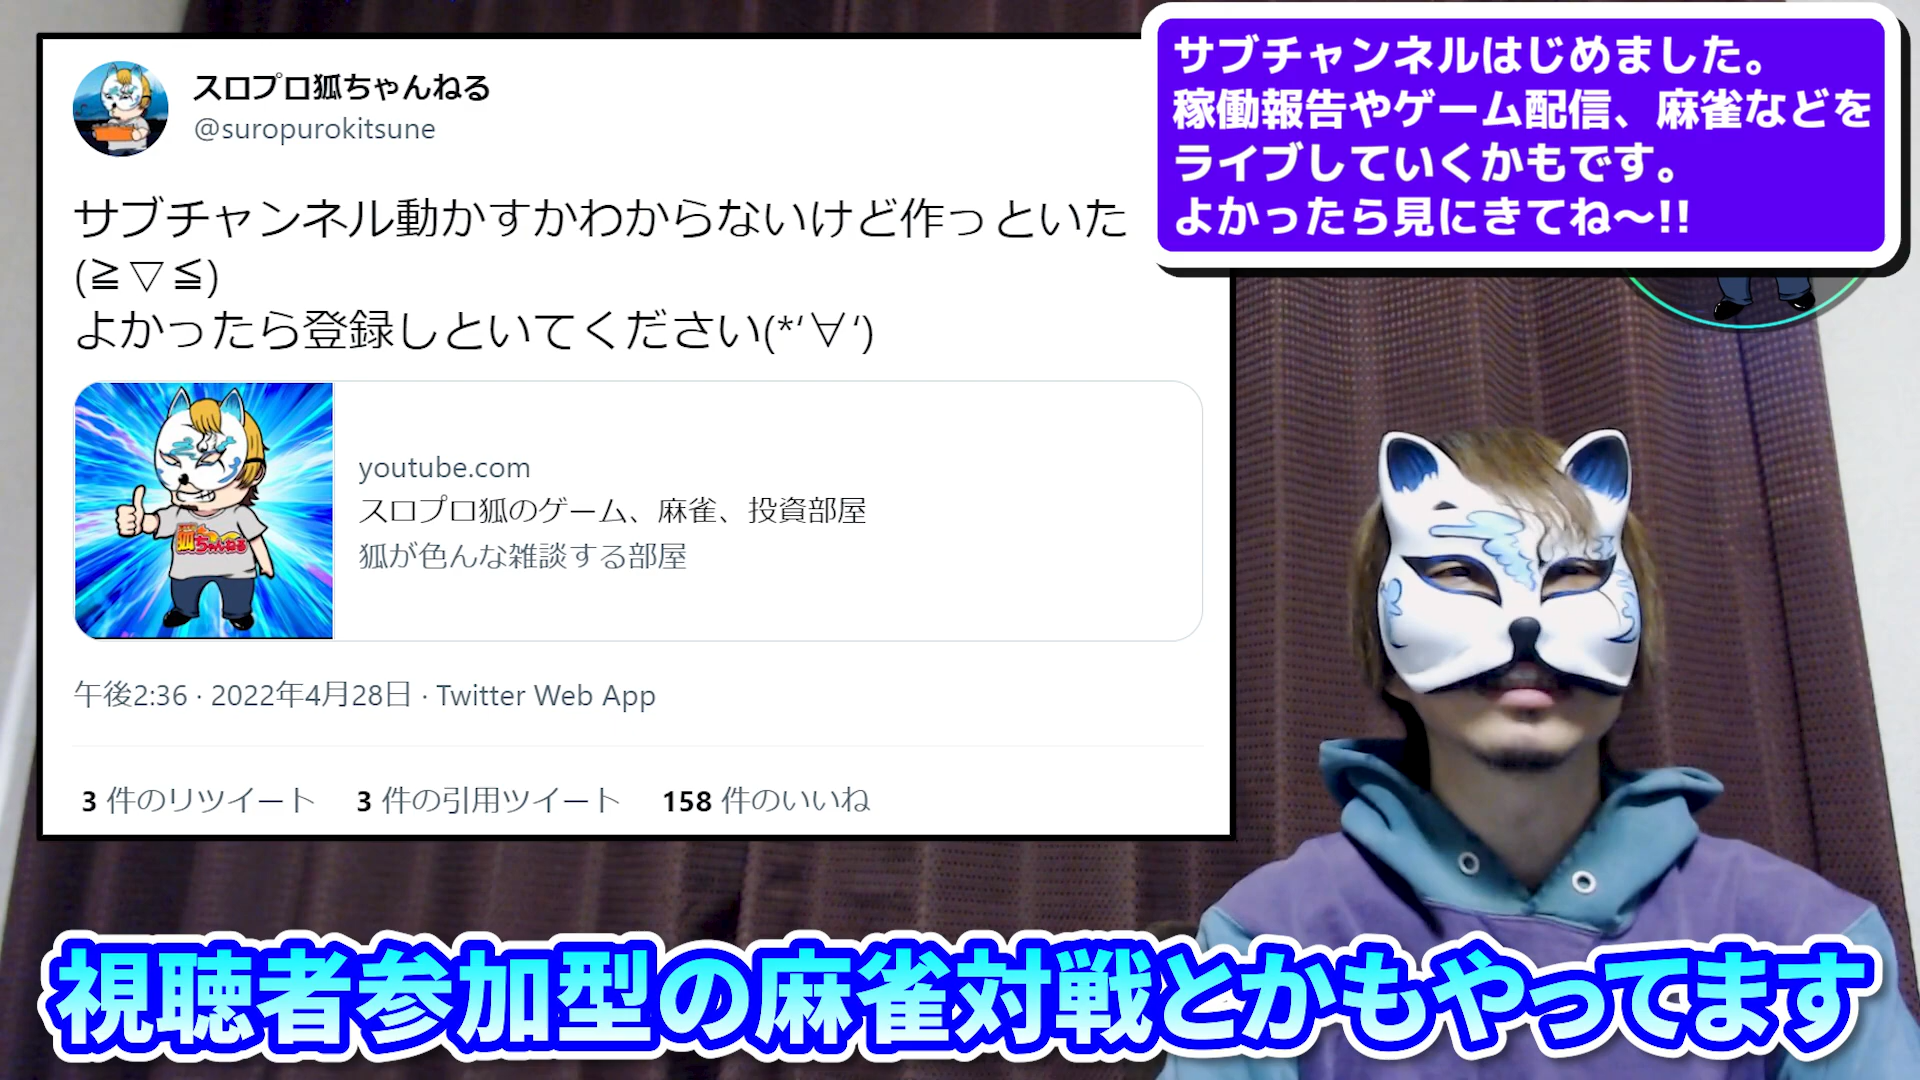 サブチャンネルはじめました。
稼働報告やゲーム配信、麻雀などを
ライブしていくかもです。
よかったら見にきてね〜!!
スロプロ狐ちゃんねる
@suropurokitsune
サブチャンネル動かすかわからないけど作っといた
(≧▽≦)
よかったら登録しといてください(*‘∀‘)
狐ちゃんねる
youtube.com
スロプロ狐のゲーム、麻雀、投資部屋
狐が色んな雑談する部屋
午後2:36 · 2022年4月28日 · Twitter Web App
3 件のリツイート 3 件の引用ツイート 158 件のいいね
視聴者参加型の麻雀対戦とかもやってます